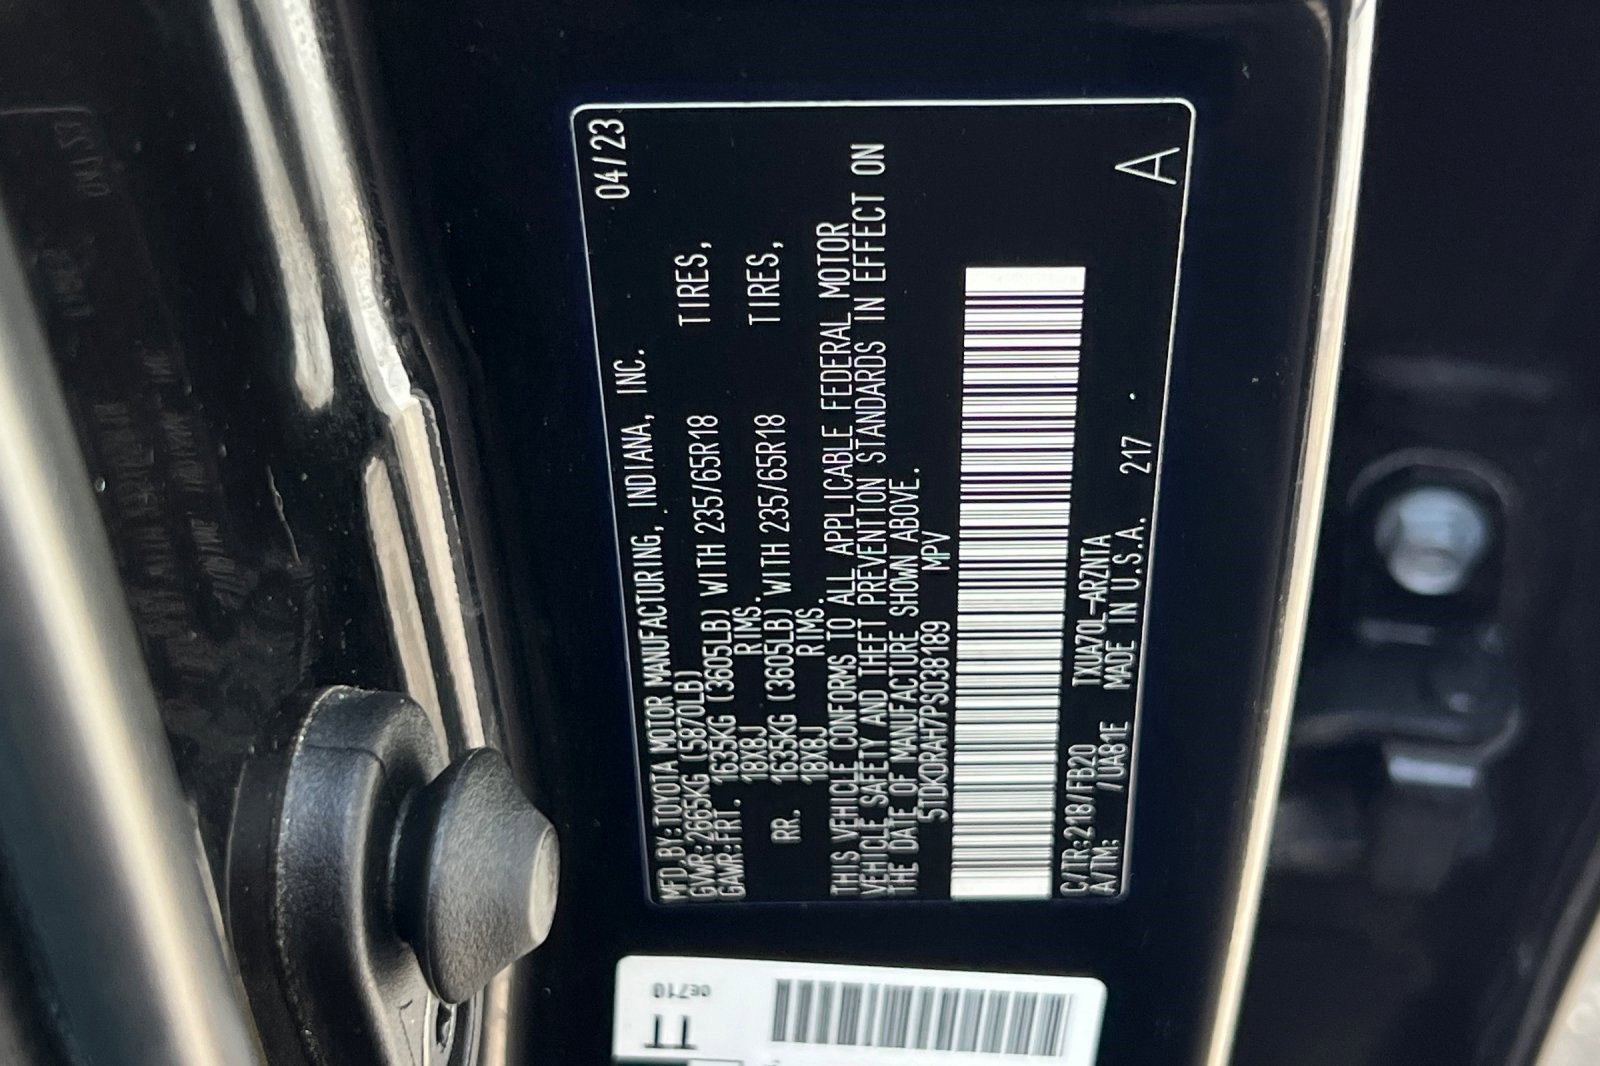 MFD.BY:TOYOTA MOTOR MANUFACTURING, INDIANA, INC. 04/23
GVWR:2665KG(5870LB)
GAWR:FRT. 1635KG(3605LB) WITH 235/65R18 TIRES,
18X8J RIMS.
RR. 1635KG(3605LB) WITH 235/65R18 TIRES,
18X8J RIMS.
THIS VEHICLE CONFORMS TO ALL APPLICABLE FEDERAL MOTOR
VEHICLE SAFETY AND THEFT PREVENTION STANDARDS IN EFFECT ON
THE DATE OF MANUFACTURE SHOWN ABOVE.
5TDKDRAH7PS038189 MPV
C/TR:218/FB20 TXUA70L-ARZNTA
A/TM: /UAB1E MADE IN U.S.A. 217
A
0E710